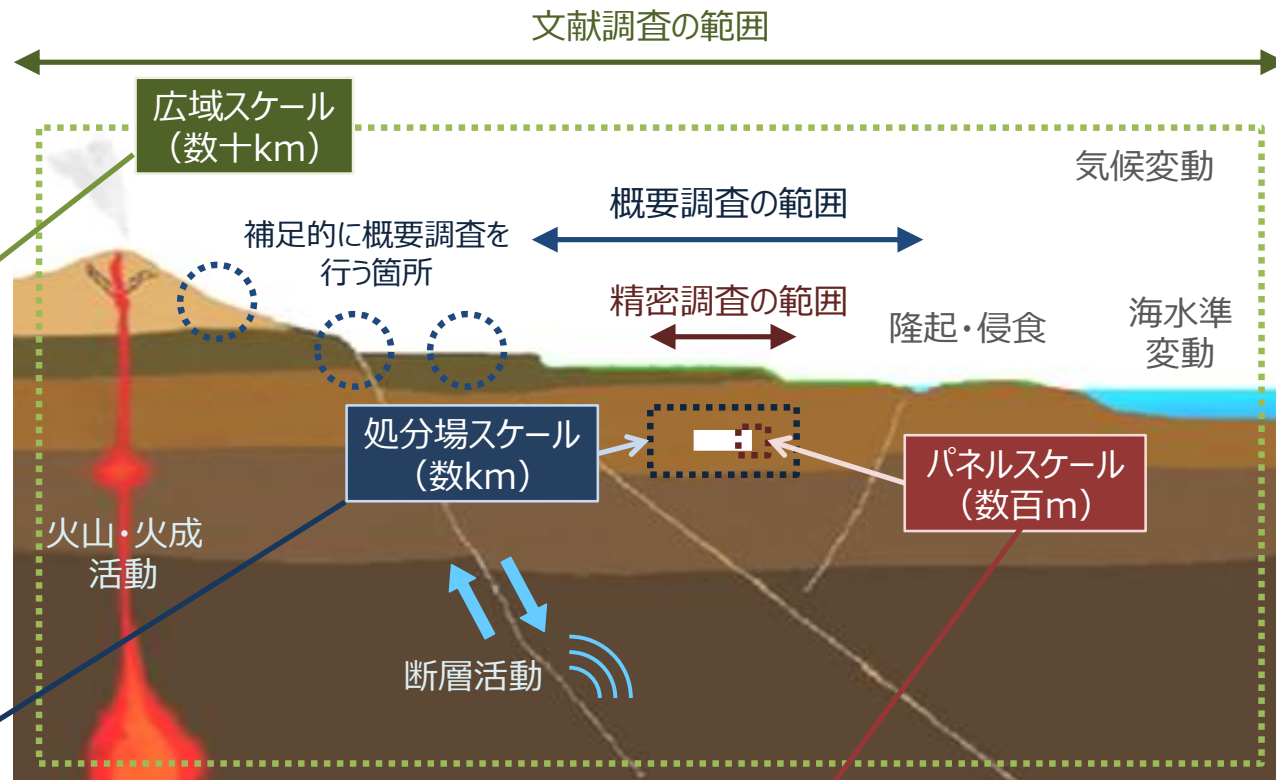 文献調査の範囲
広域スケール
（数十km）
気候変動
概要調査の範囲
補足的に概要調査を
行う箇所
精密調査の範囲
隆起・侵食
海水準
変動
処分場スケール
（数km）
パネルスケール
（数百m）
火山・火成
活動
断層活動